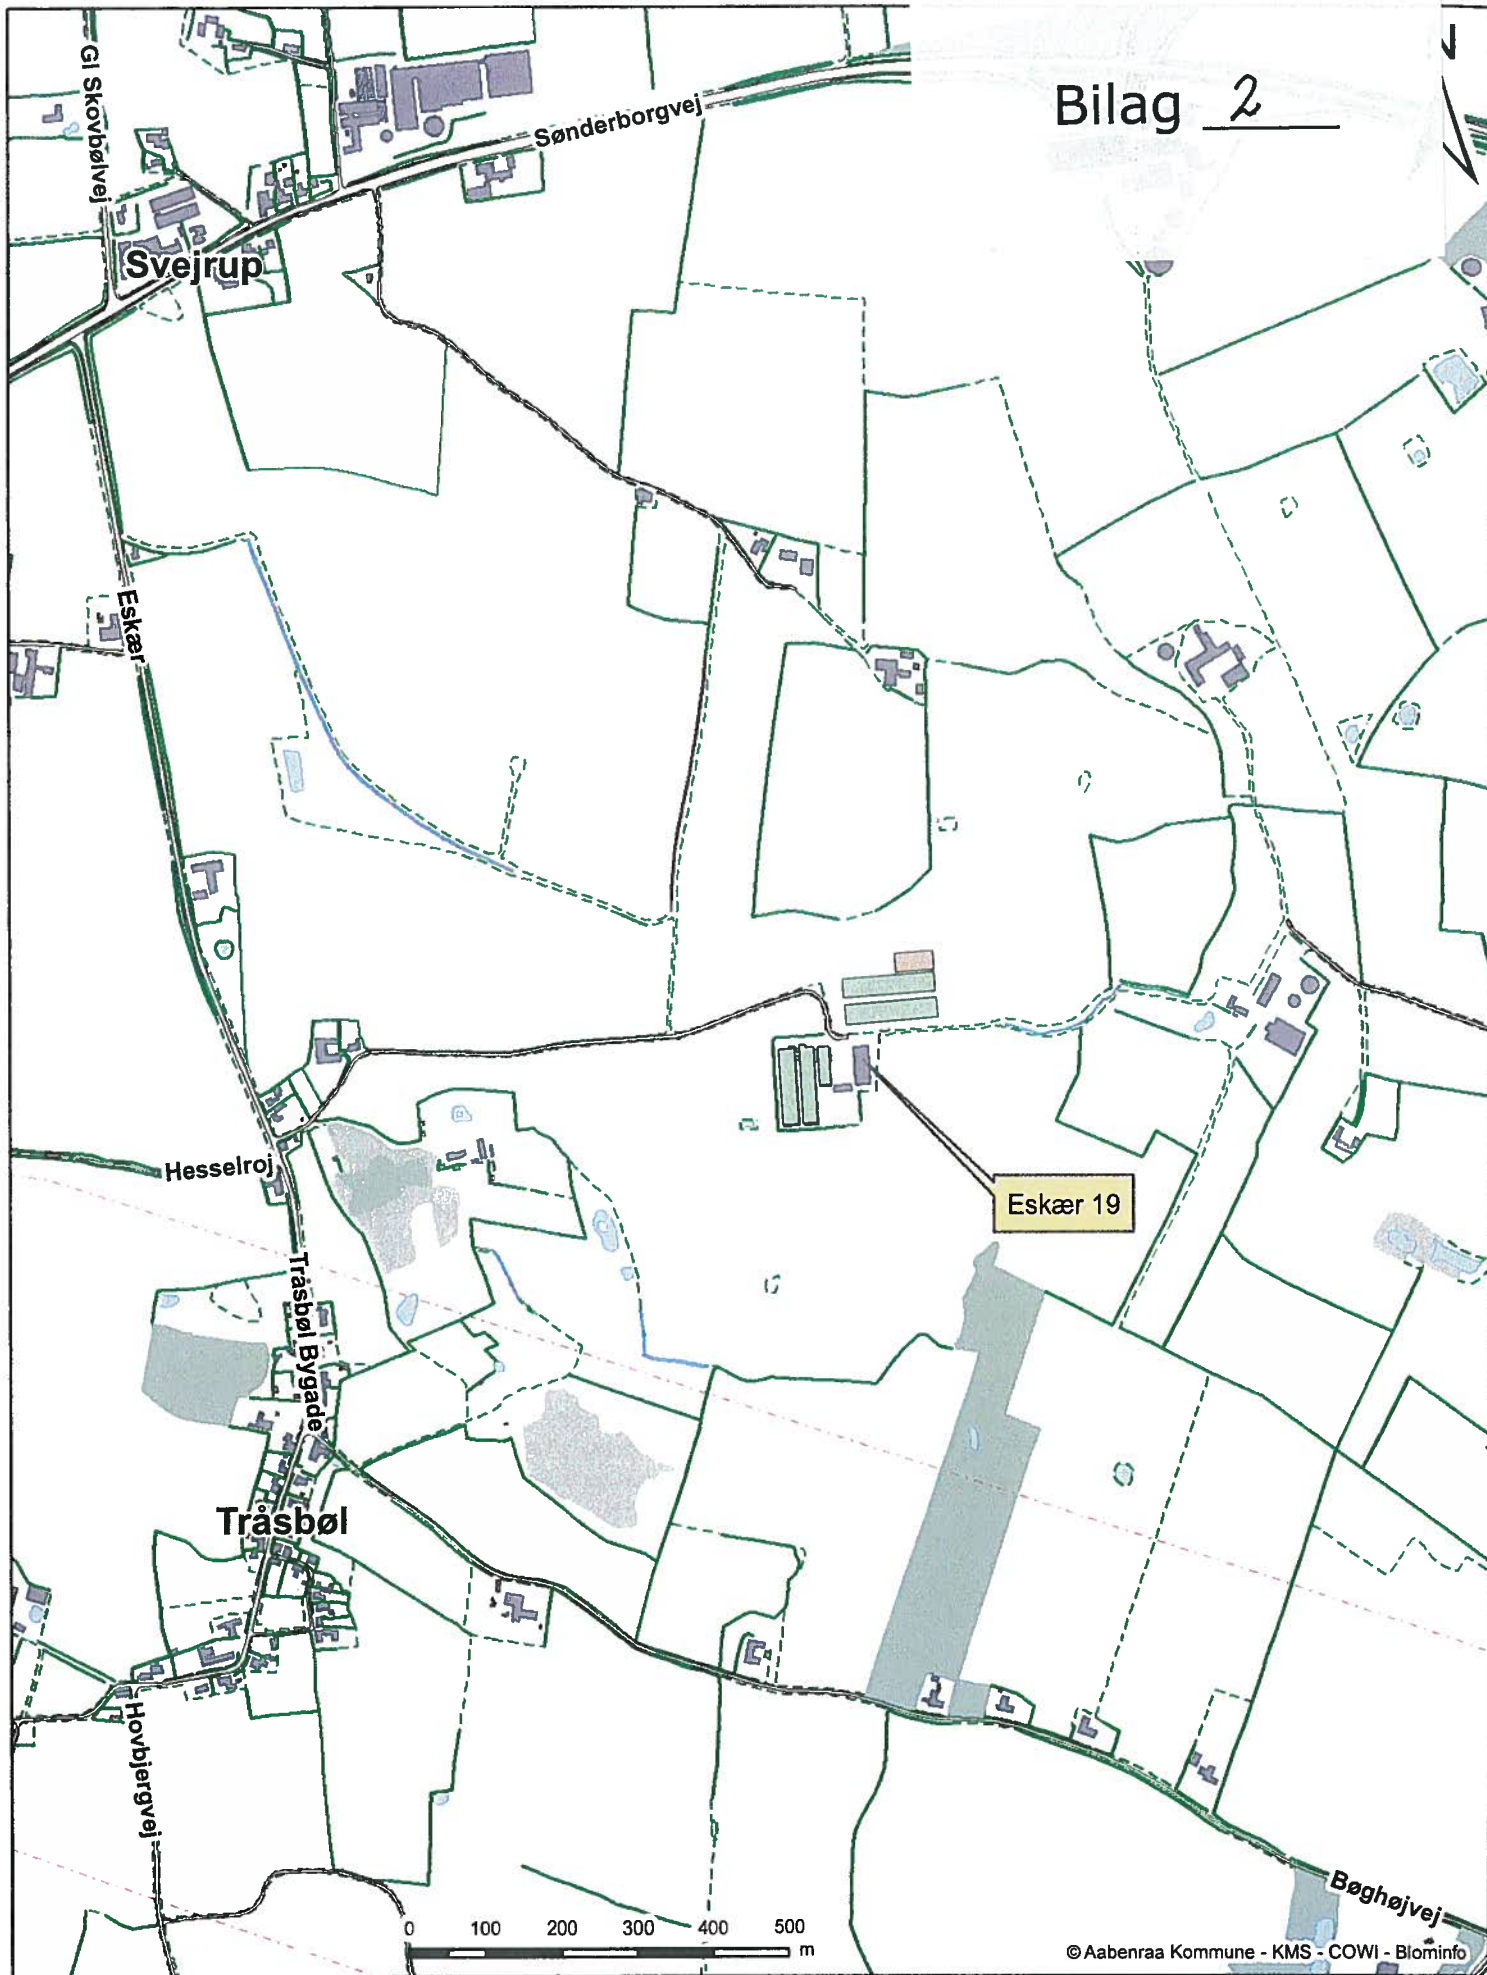 Bilag 2
Gl Skovbølvej
Sønderborgvej
Svejrup
Eskær
Hesselroj
Eskær 19
Tråsbøl Bygade
Tråsbøl
Hovbjergvej
Bøghøjvej
0 100 200 300 400 500
m
© Aabenraa Kommune - KMS - COWI - Blominfo